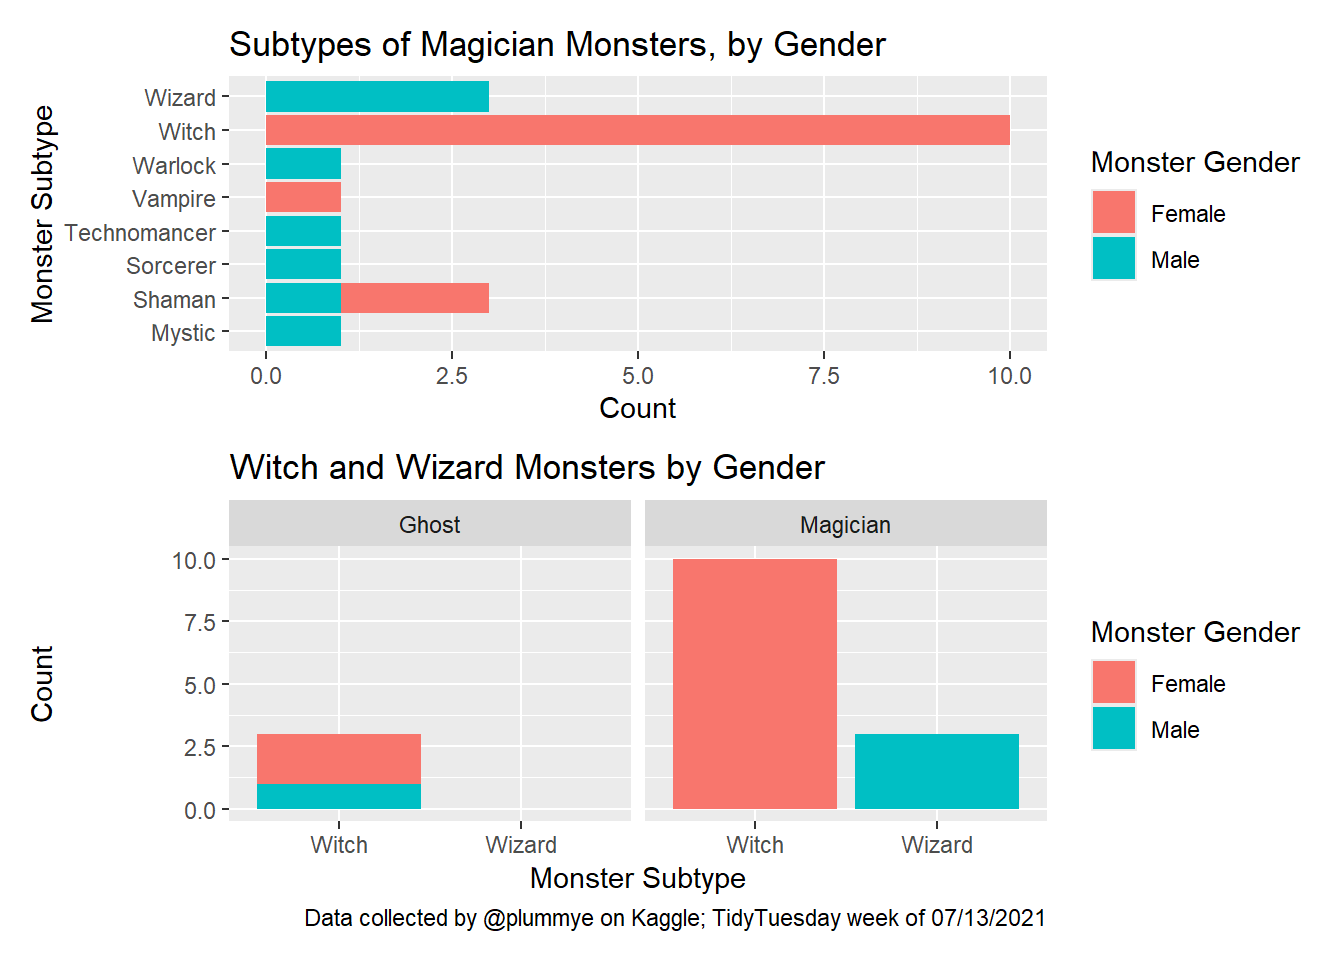 Subtypes of Magician Monsters, by Gender
Monster Subtype
Wizard
Witch
Warlock
Vampire
Technomancer
Sorcerer
Shaman
Mystic
0.0 2.5 5.0 7.5 10.0
Count
Monster Gender
Female
Male
Witch and Wizard Monsters by Gender
Ghost Magician
Count
10.0
7.5
5.0
2.5
0.0
Witch Wizard Witch Wizard
Monster Subtype
Monster Gender
Female
Male
Data collected by @plummye on Kaggle; TidyTuesday week of 07/13/2021